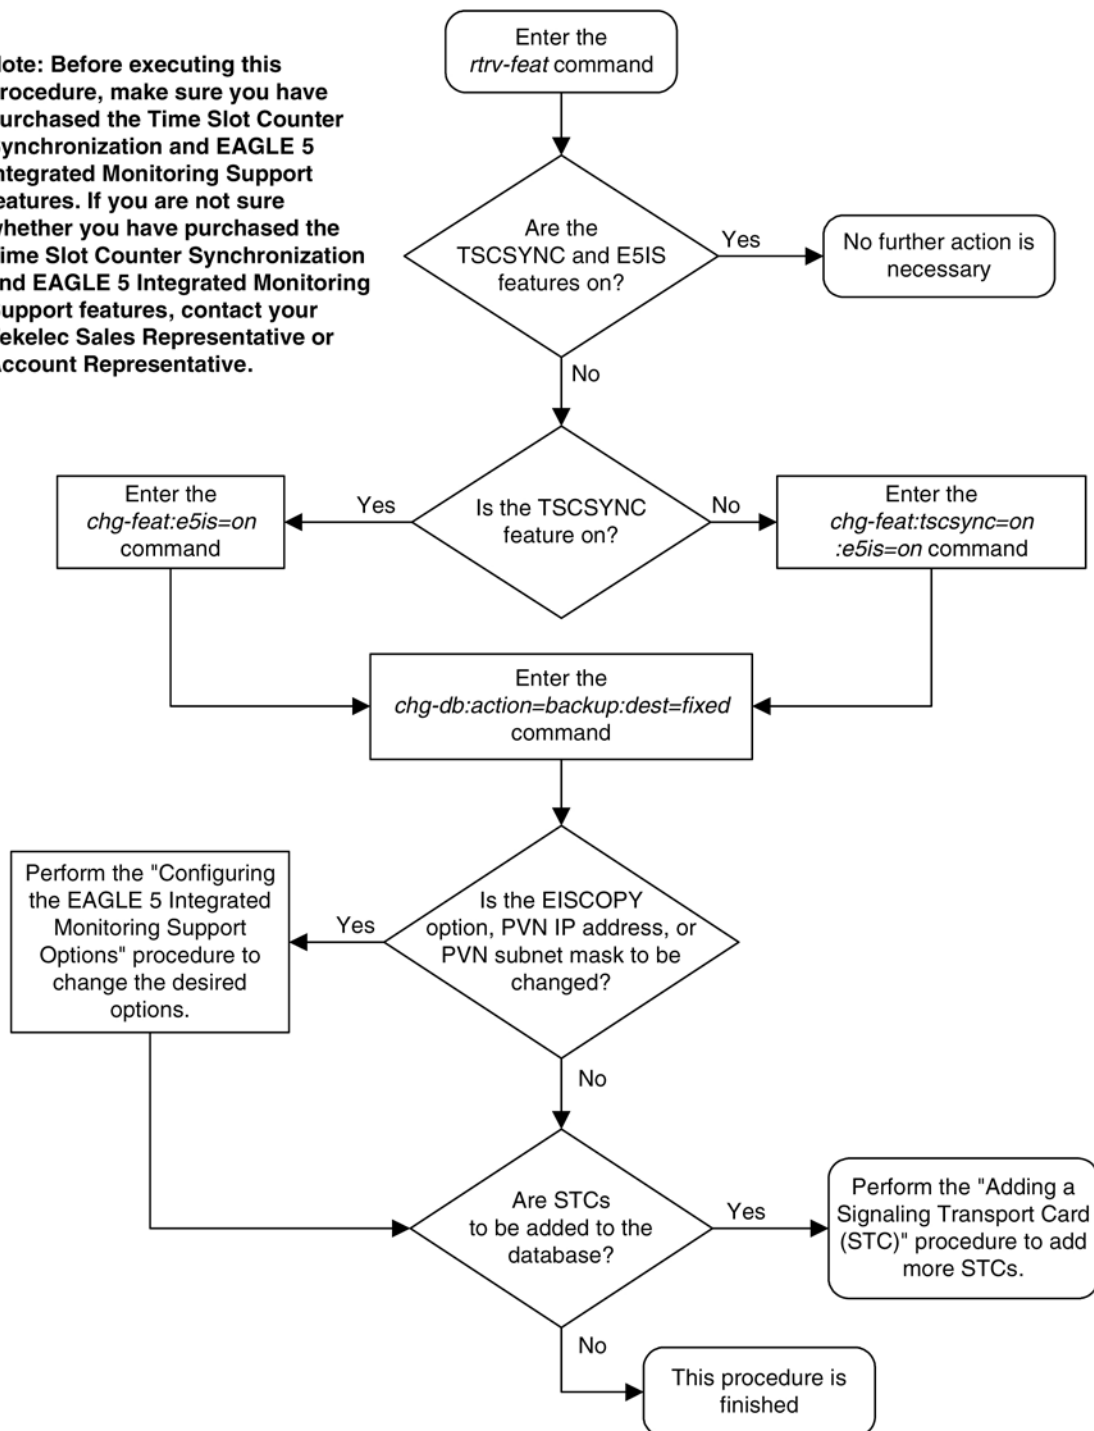 Enter the
rtrv-feat command
ote: Before executing this
rocedure, make sure you have
urchased the Time Slot Counter
ynchronization and EAGLE 5
ntegrated Monitoring Support
eatures. If you are not sure
whether you have purchased the
ime Slot Counter Synchronization
nd EAGLE 5 Integrated Monitoring
Support features, contact your
ekelec Sales Representative or
Account Representative.
Are the
TSCSYNC and E5IS
features on?
Yes
No further action is
necessary
No
Is the TSCSYNC
feature on?
Yes
No
Enter the
chg-feat:e5is=on
command
Enter the
chg-feat:tscsync=on
:e5is=on command
Enter the
chg-db:action=backup:dest=fixed
command
Is the EISCOPY
option, PVN IP address, or
PVN subnet mask to be
changed?
Yes
Perform the "Configuring
the EAGLE 5 Integrated
Monitoring Support
Options" procedure to
change the desired
options.
No
Are STCs
to be added to the
database?
Yes
Perform the "Adding a
Signaling Transport Card
(STC)" procedure to add
more STCs.
No
This procedure is
finished